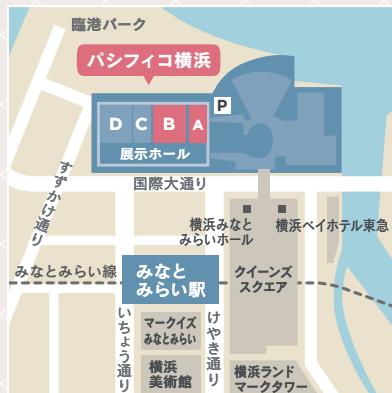 臨港パーク
パシフィコ横浜
P
D C B A
展示ホール
国際大通り
すずかけ通り
横浜みなと
みらいホール
横浜ベイホテル東急
みなとみらい線
みなと
みらい駅
クイーンズ
スクエア
いちょう通り
マークイズ
みなとみらい
けやき通り
横浜
美術館
横浜ランド
マークタワー